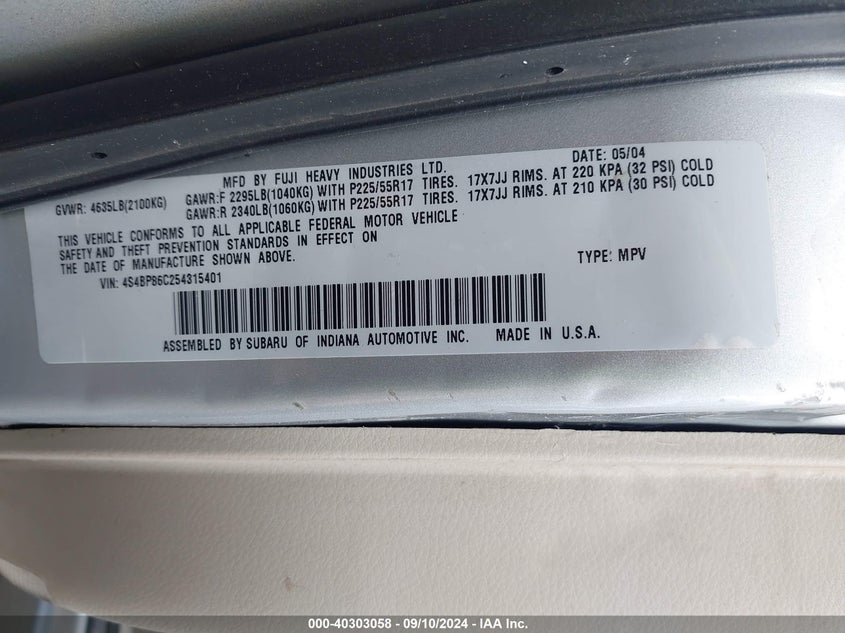 MFD BY FUJI HEAVY INDUSTRIES LTD. DATE: 05/04
GVWR: 4635LB(2100KG) GAWR:F 2295LB(1040KG) WITH P225/55R17 TIRES. 17X7JJ RIMS. AT 220 KPA (32 PSI) COLD
GAWR:R 2340LB(1060KG) WITH P225/55R17 TIRES. 17X7JJ RIMS. AT 210 KPA (30 PSI) COLD
THIS VEHICLE CONFORMS TO ALL APPLICABLE FEDERAL MOTOR VEHICLE
SAFETY AND THEFT PREVENTION STANDARDS IN EFFECT ON
THE DATE OF MANUFACTURE SHOWN ABOVE. TYPE: MPV
VIN: 4S4BP86C254315401
ASSEMBLED BY SUBARU OF INDIANA AUTOMOTIVE INC. MADE IN U.S.A.
000-40303058 - 09/10/2024 - IAA Inc.